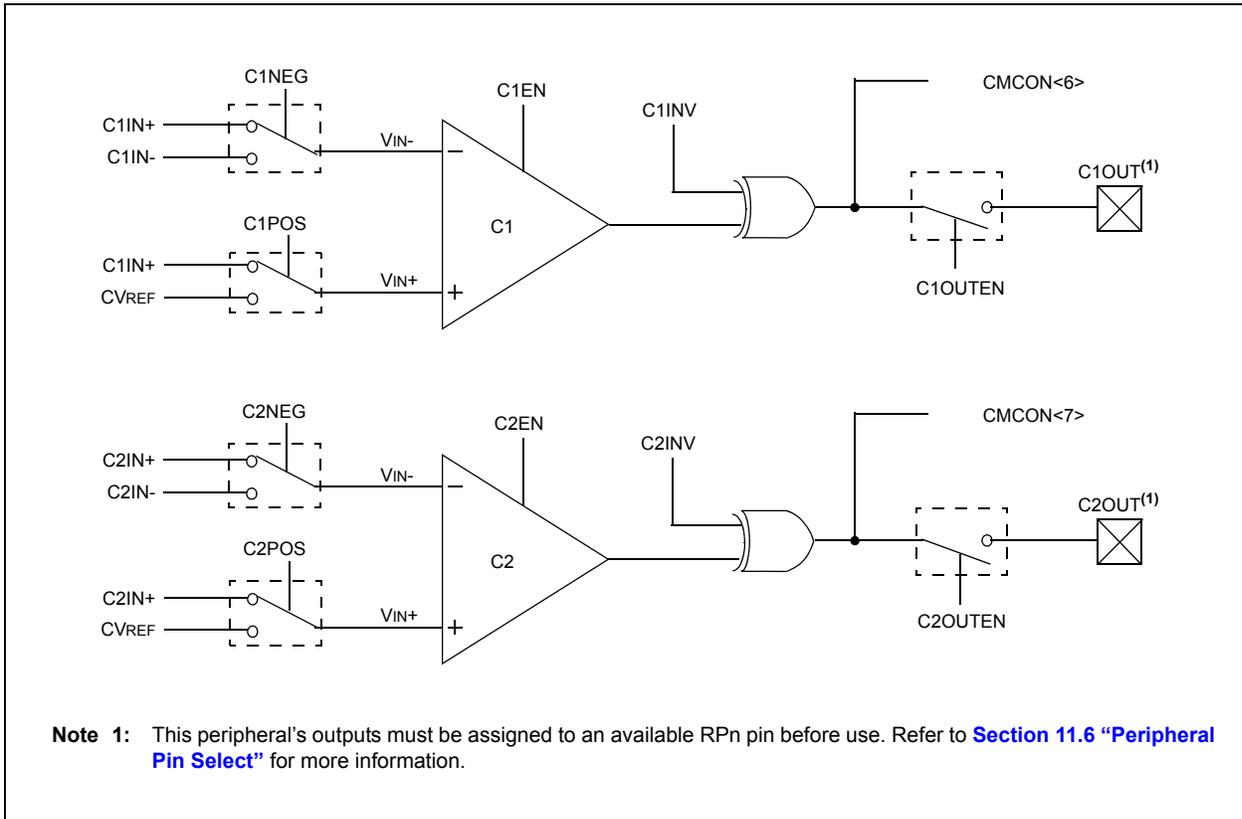 C1NEG
C1EN
C1INV
CMCON<6>
C1IN+
C1IN-
VIN-
−
C1OUT(1)
C1
C1POS
C1IN+
CVREF
VIN+
+
C1OUTEN
C2NEG
C2EN
C2INV
CMCON<7>
C2IN+
C2IN-
VIN-
−
C2OUT(1)
C2
C2POS
C2IN+
CVREF
VIN+
+
C2OUTEN
Note 1: This peripheral’s outputs must be assigned to an available RPn pin before use. Refer to Section 11.6 “Peripheral
Pin Select” for more information.